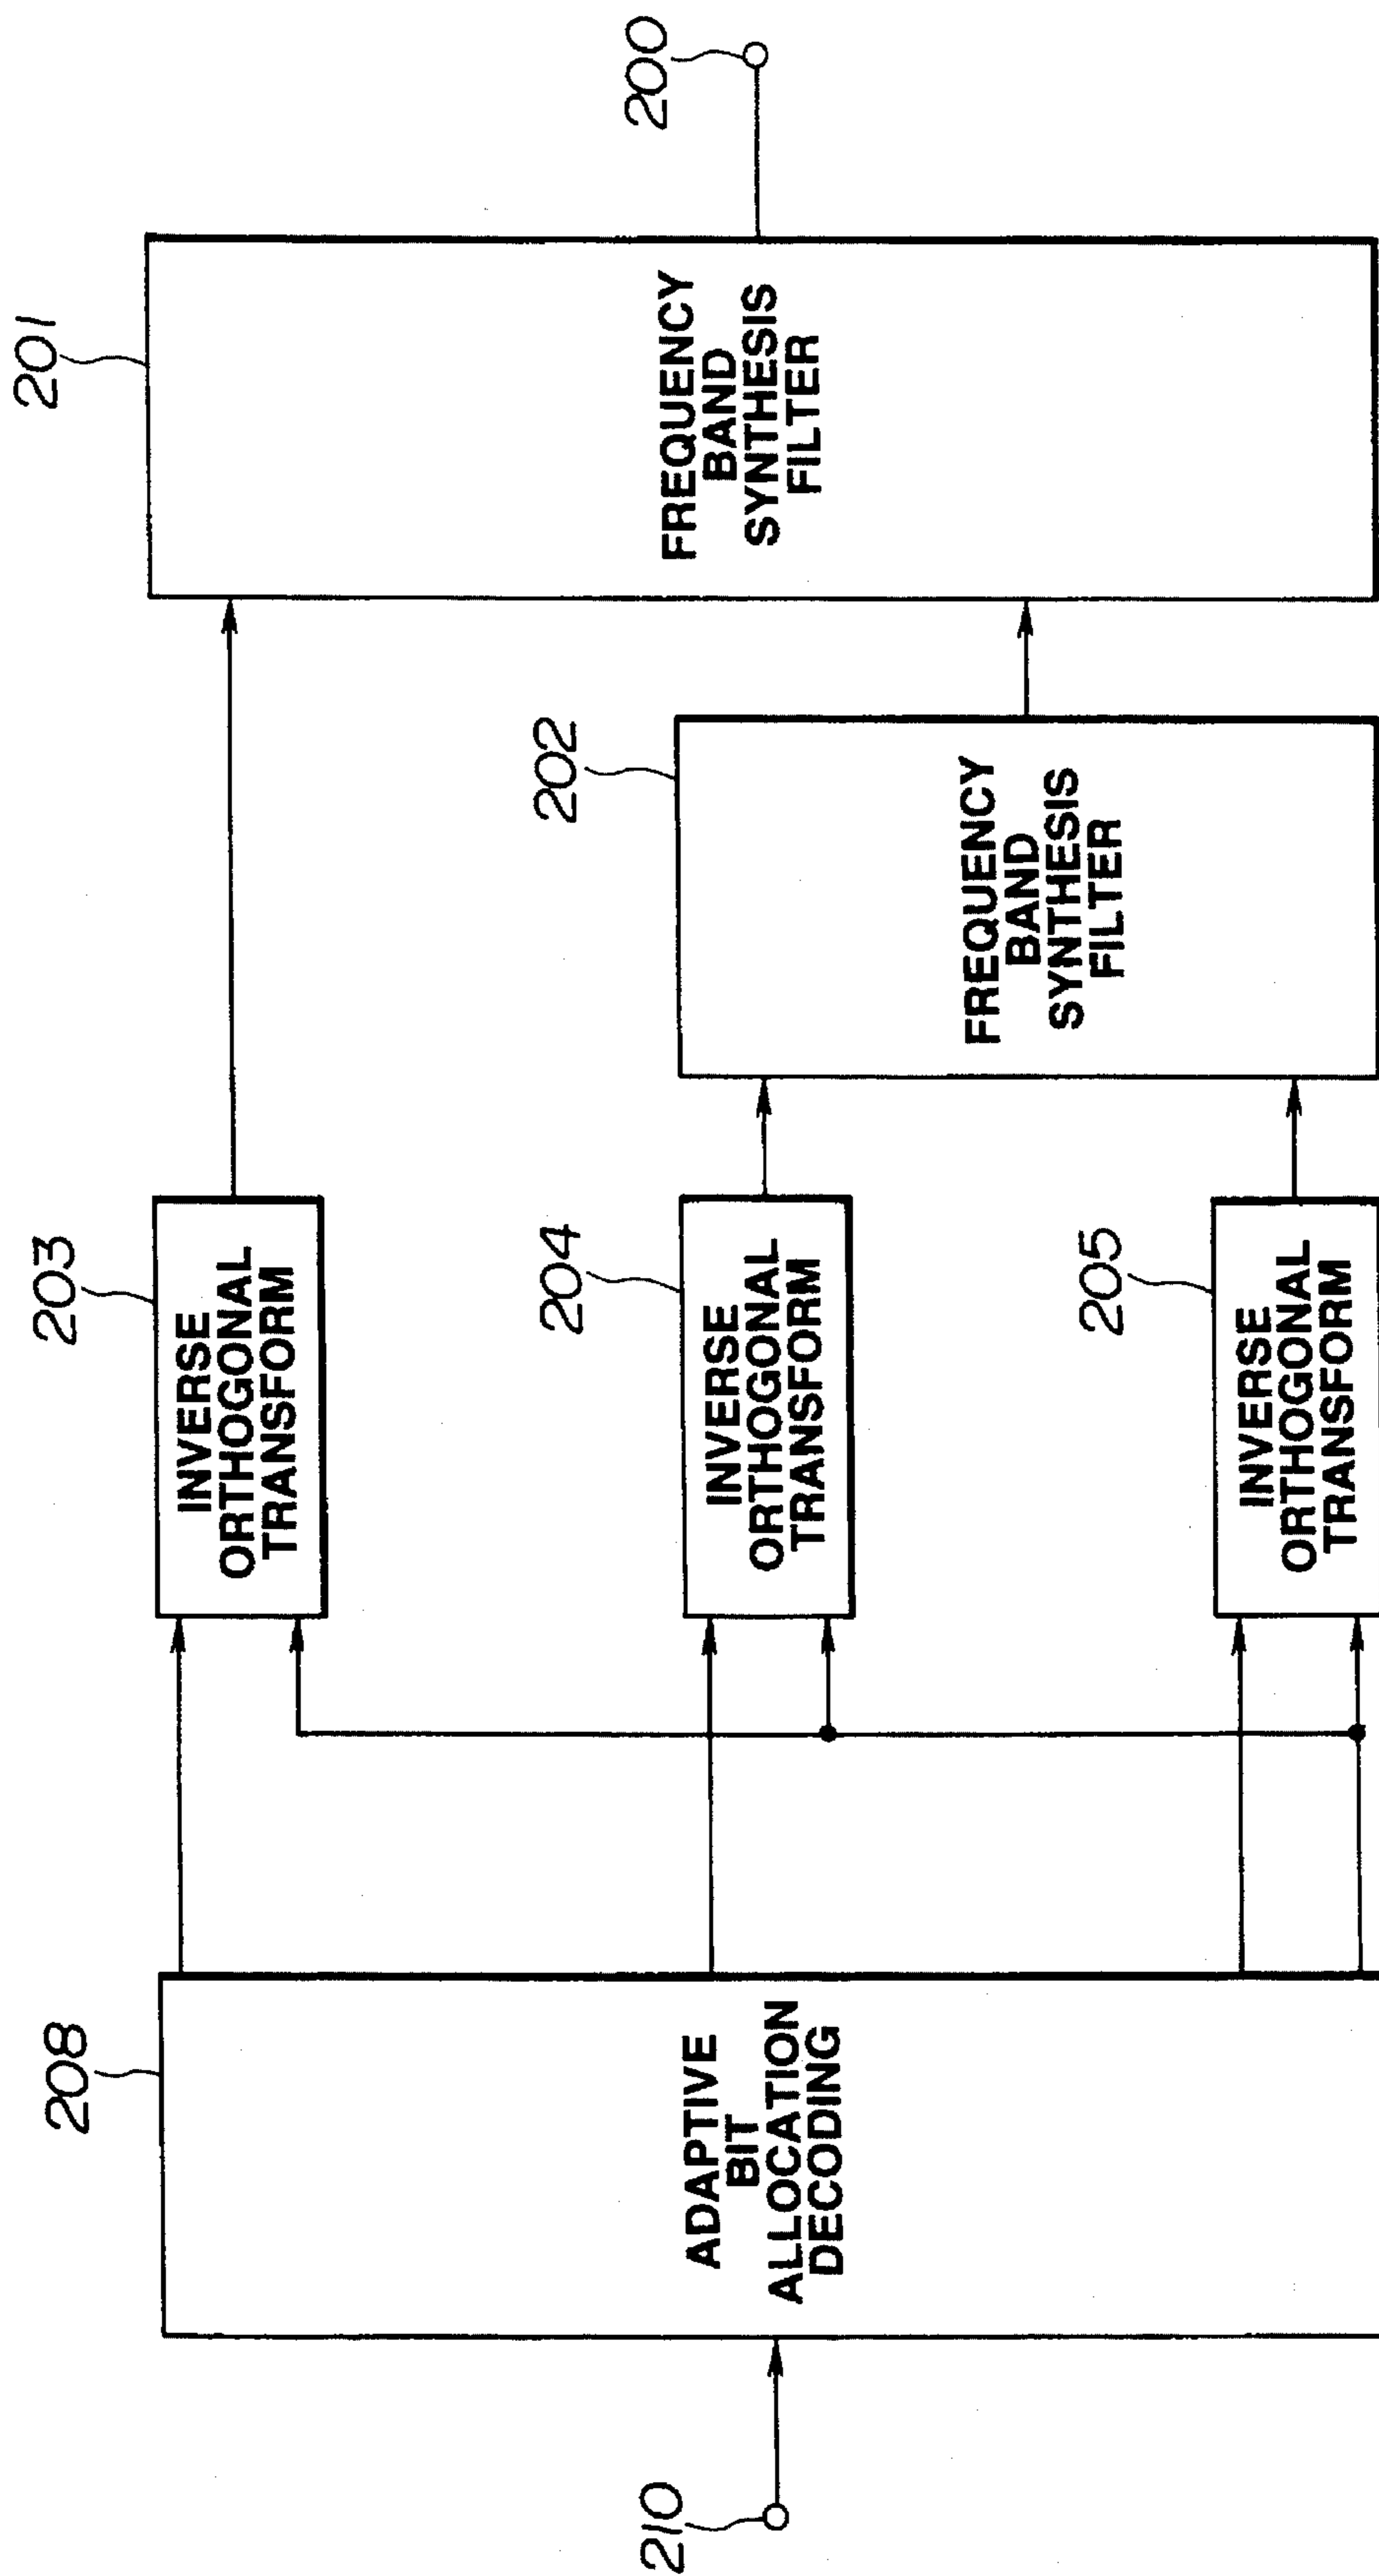 210
208
ADAPTIVE
BIT
ALLOCATION
DECODING
203
INVERSE
ORTHOGONAL
TRANSFORM
204
INVERSE
ORTHOGONAL
TRANSFORM
205
INVERSE
ORTHOGONAL
TRANSFORM
202
FREQUENCY
BAND
SYNTHESIS
FILTER
201
FREQUENCY
BAND
SYNTHESIS
FILTER
200